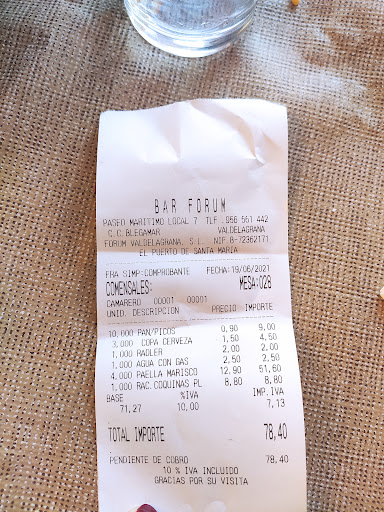 BAR FORUM
PASEO MARITIMO LOCAL 7 TLF.956 561 442
C.C.BLEGAMAR VALDELAGRANA
FORUM VALDELAGRANA, S.L. NIF B-72362171
EL PUERTO DE SANTA MARIA
FRA SIMP:COMPROBANTE FECHA:19/06/2021
COMENSALES: MESA:028
CAMARERO 00001 00001
UNID. DESCRIPCION PRECIO IMPORTE
10,000 PAN/PICOS 0,90 9,00
3,000 COPA CERVEZA 1,50 4,50
1,000 RADLER 2,00 2,00
1,000 AGUA CON GAS 2,50 2,50
4,000 PAELLA MARISCO 12,90 51,60
1,000 RAC.COQUINAS PL 8,80 8,80
BASE %IVA IMP.IVA
71,27 10,00 7,13
TOTAL IMPORTE 78,40
PENDIENTE DE COBRO 78,40
10 % IVA INCLUIDO
GRACIAS POR SU VISITA